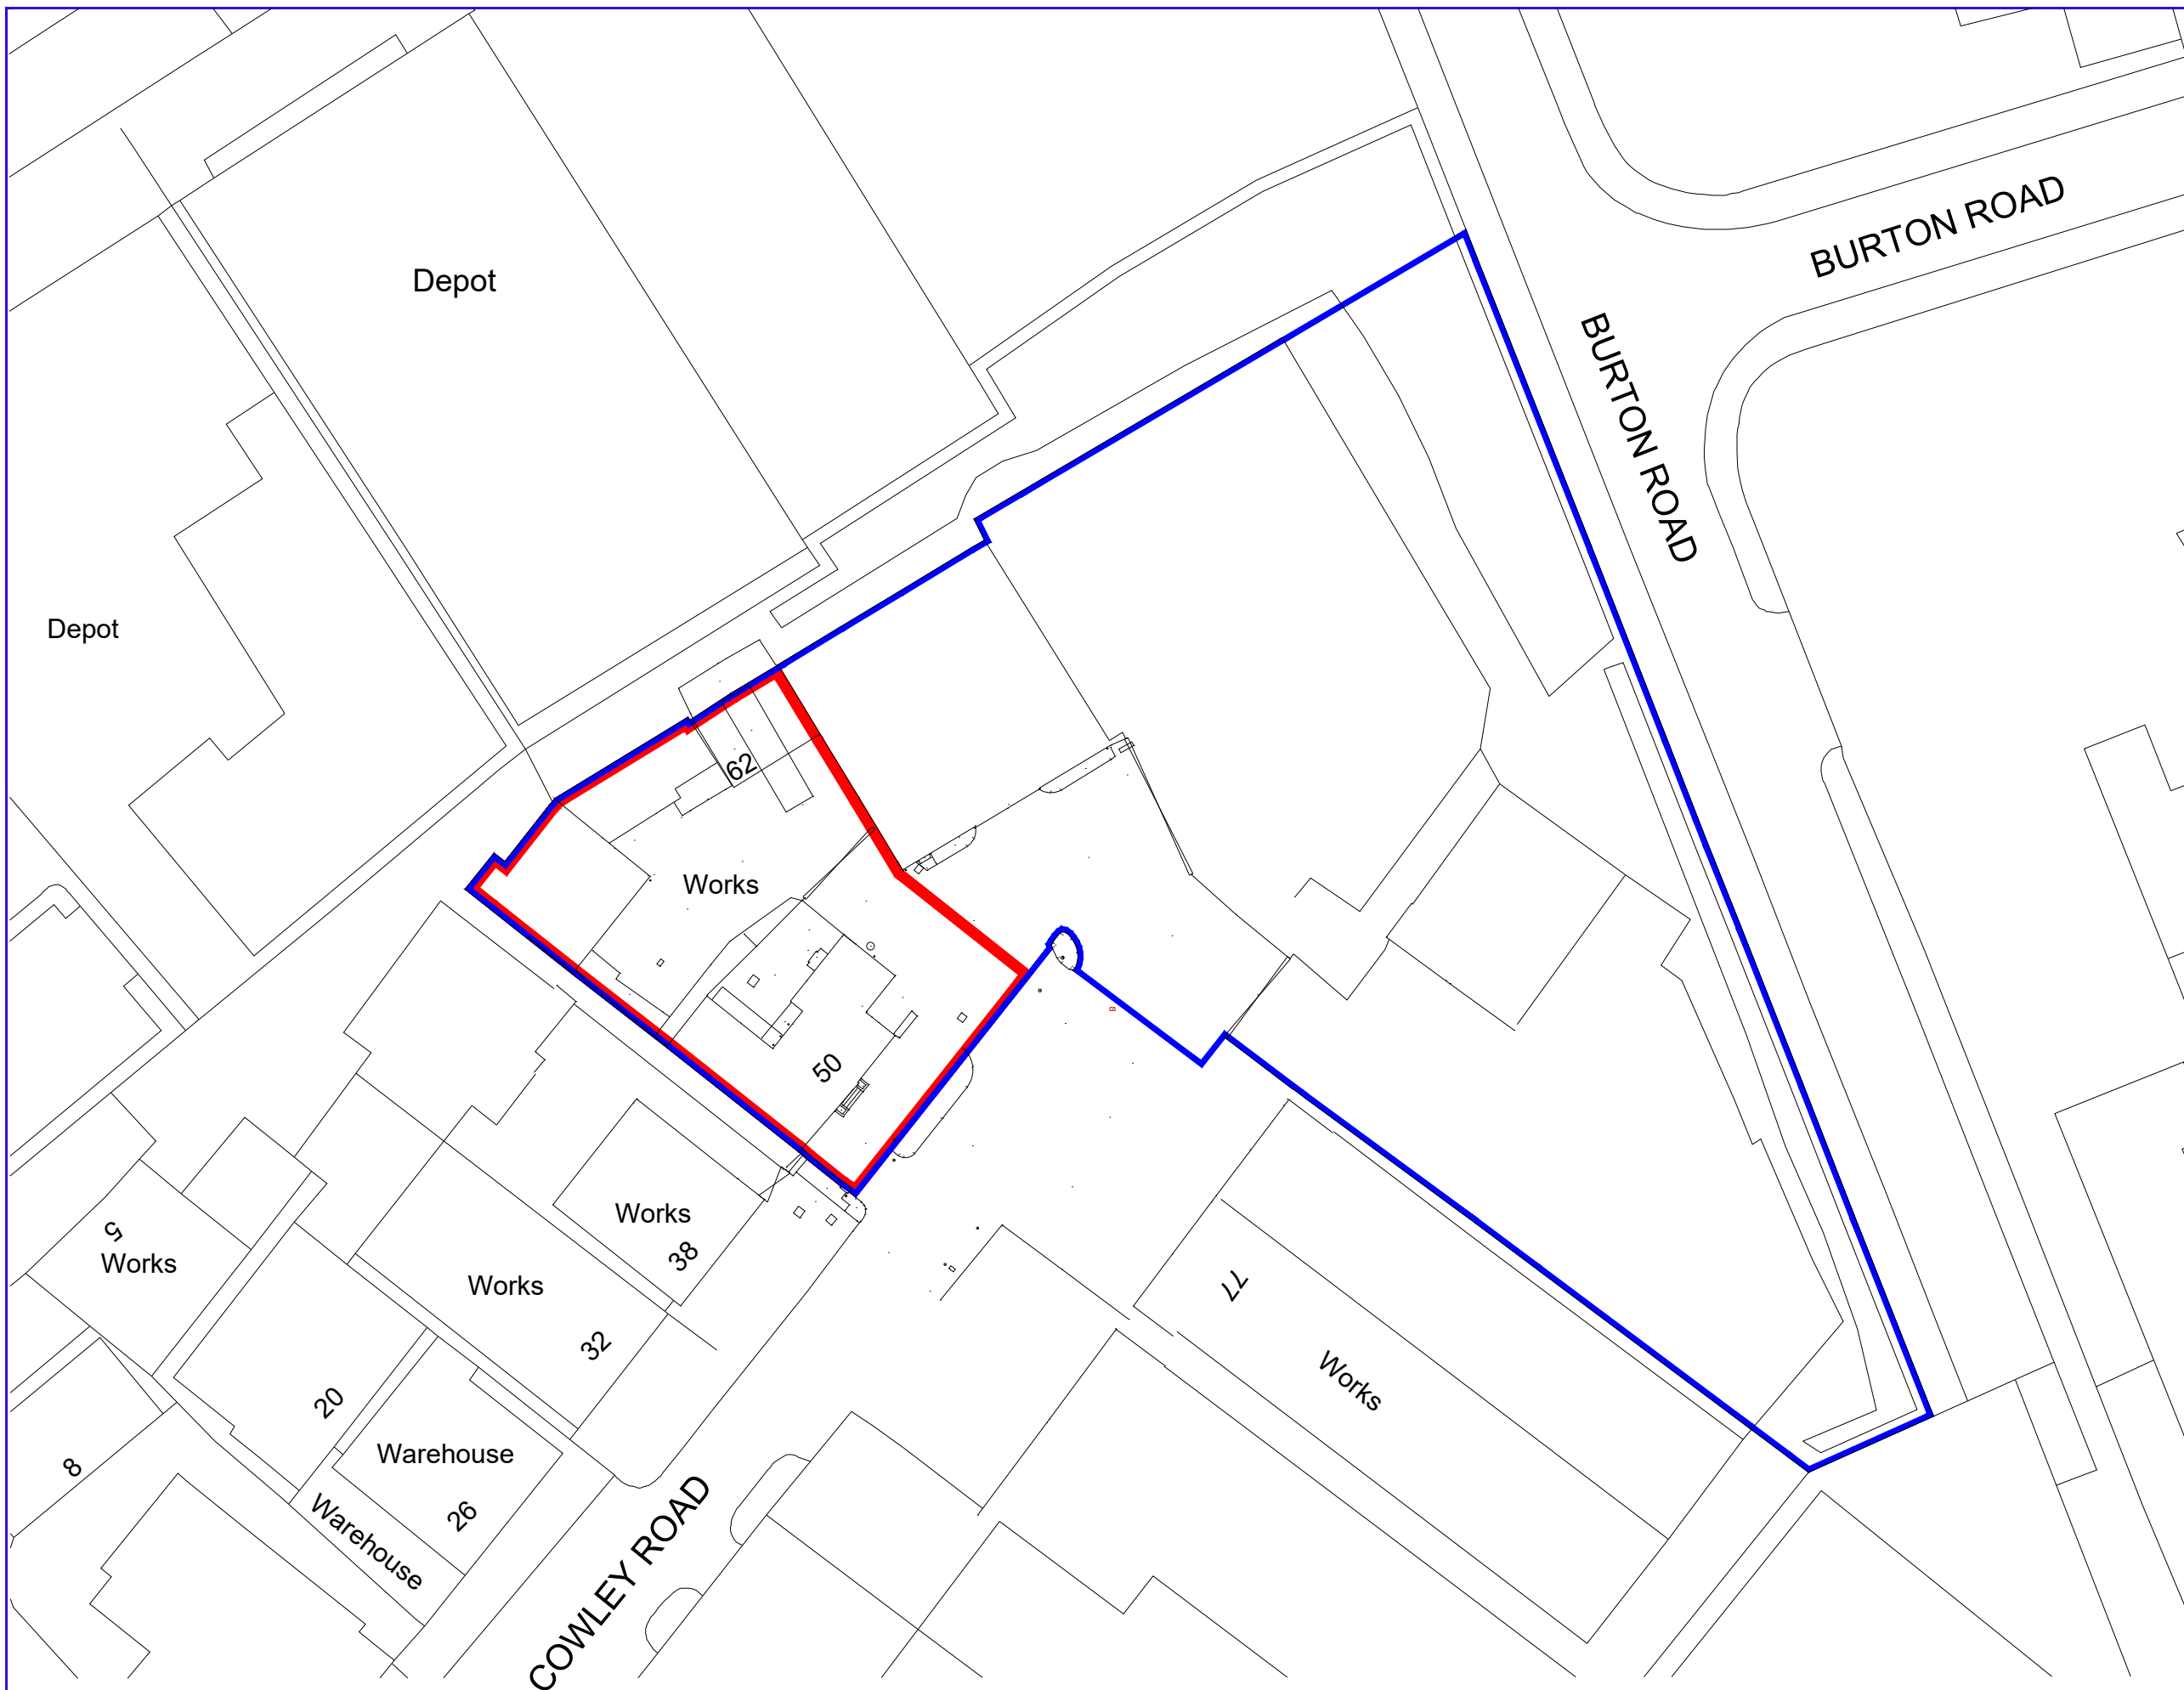 BURTON ROAD
Depot
BURTON ROAD
Depot
62
Works
50
Works
38
5
Works
Works
32
77
Works
20
Warehouse
26
8
Warehouse
COWLEY ROAD